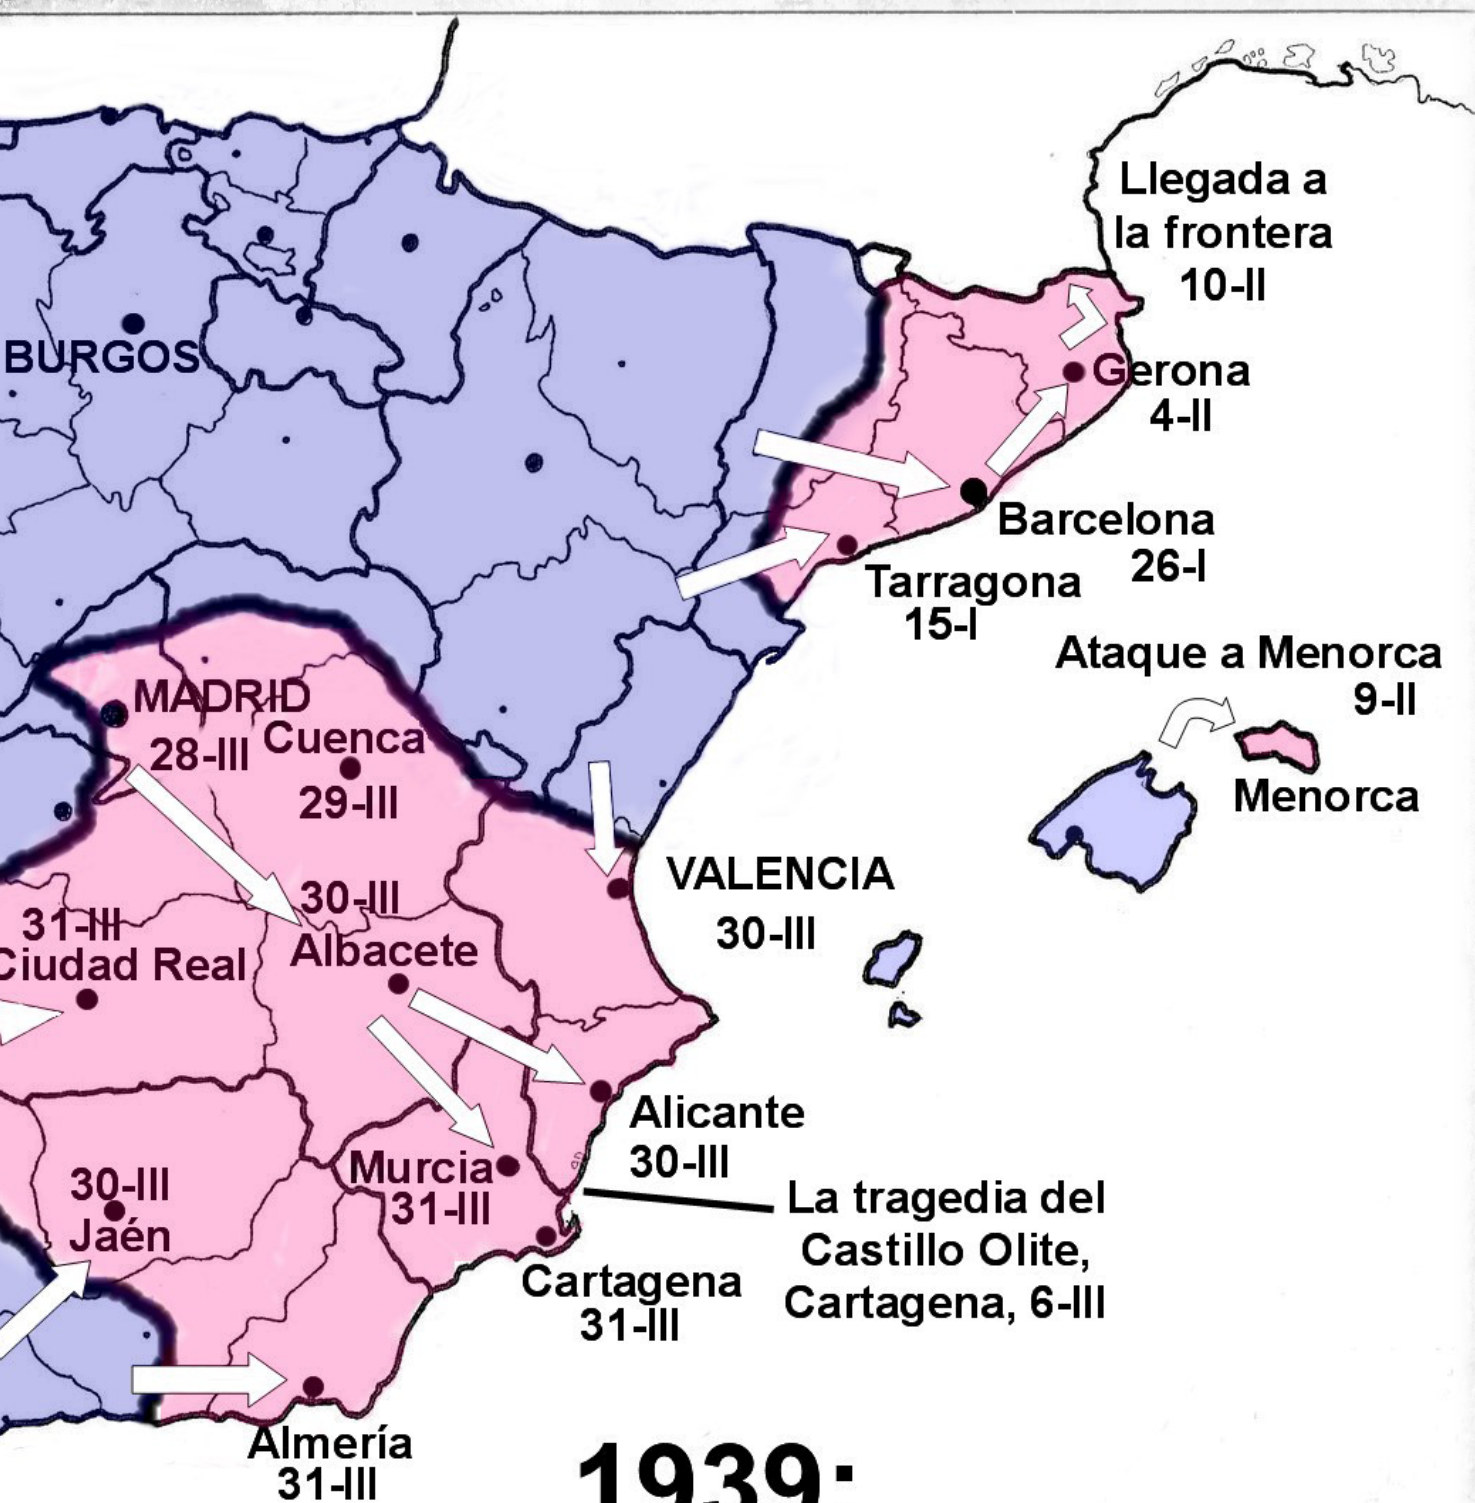 Llegada a
la frontera
10-II
BURGOS
Gerona
4-II
Barcelona
26-I
Tarragona
15-I
Ataque a Menorca
9-II
Menorca
MADRID
28-III
Cuenca
29-III
VALENCIA
30-III
30-III
Albacete
31-III
Ciudad Real
Alicante
30-III
Murcia
31-III
30-III
Jaén
La tragedia del
Castillo Olite,
Cartagena, 6-III
Cartagena
31-III
Almería
31-III
1939: